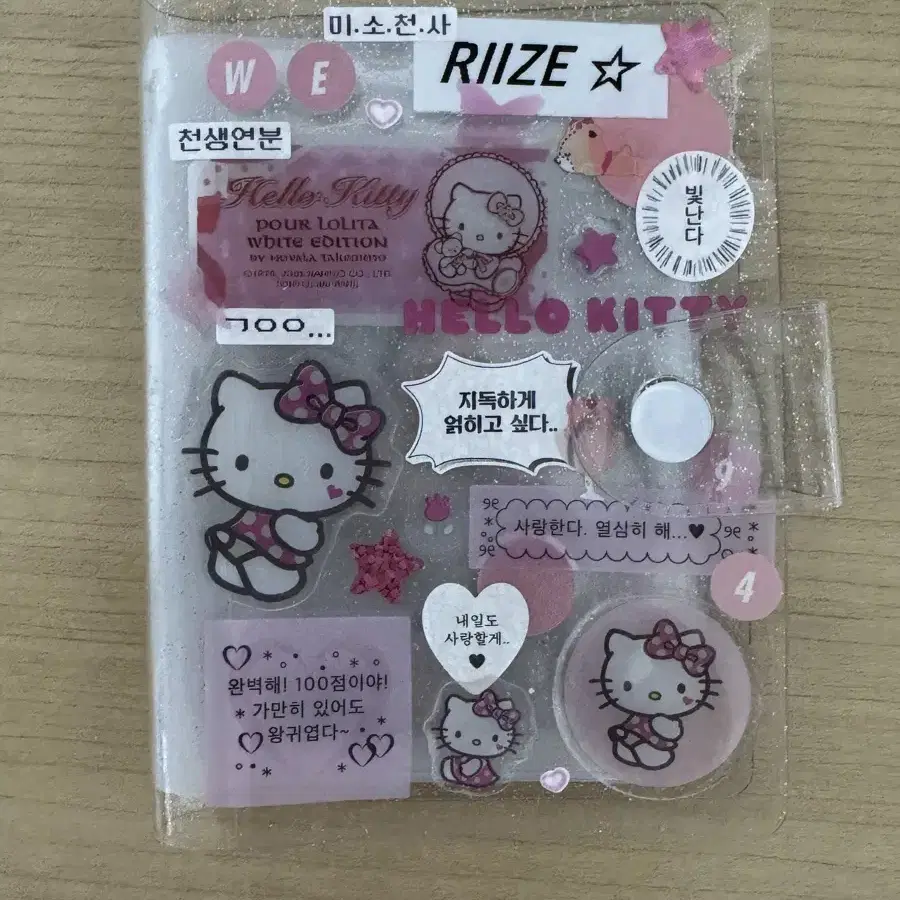 미.소.천.사
RIIZE ☆
W E
천생연분
빛난다
Hello Kitty
POUR LOLITA
WHITE EDITION
HELLO KITTY
ㄱㅇㅇ...
지독하게
얽히고 싶다..
9
사랑한다. 열심히 해...♥
4
내일도
사랑할게..
♥
완벽해! 100점이야!
가만히 있어도
왕귀엽다~